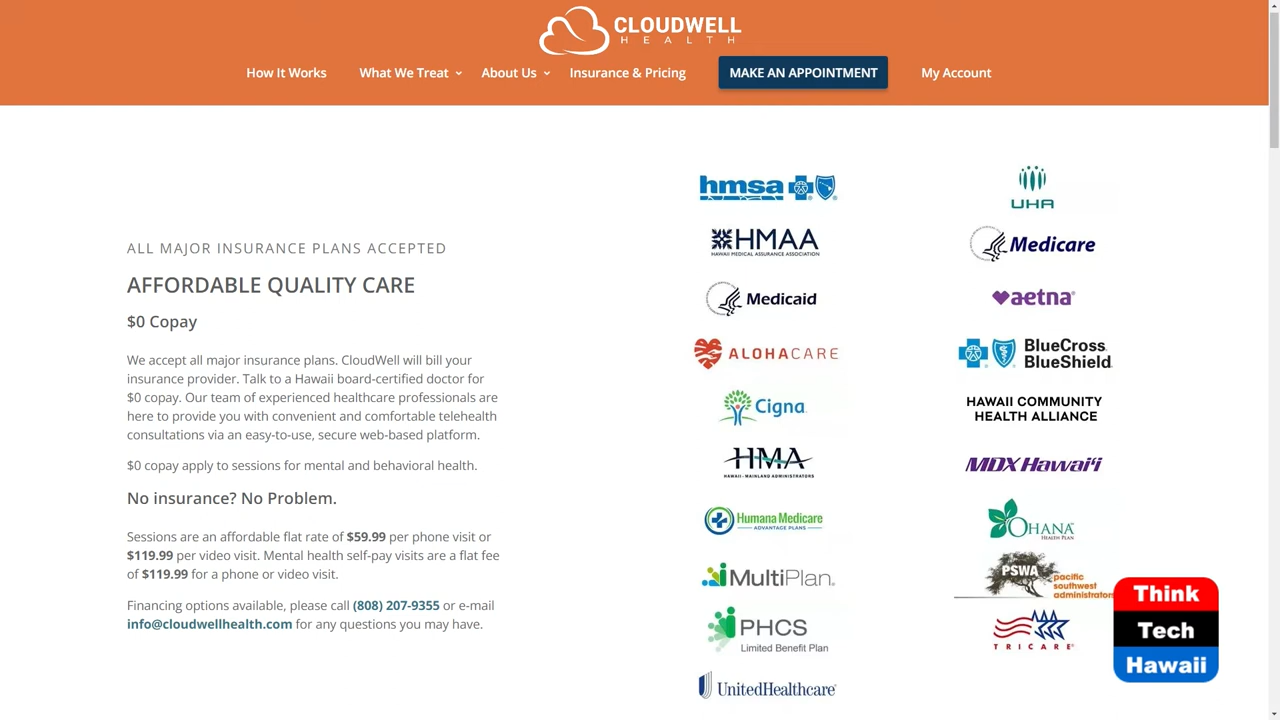 CLOUDWELL
HEALTH
How It Works
What We Treat
About Us
Insurance & Pricing
MAKE AN APPOINTMENT
My Account
ALL MAJOR INSURANCE PLANS ACCEPTED
AFFORDABLE QUALITY CARE
$0 Copay
We accept all major insurance plans. CloudWell will bill your
insurance provider. Talk to a Hawaii board-certified doctor for
$0 copay. Our team of experienced healthcare professionals are
here to provide you with convenient and comfortable telehealth
consultations via an easy-to-use, secure web-based platform.
$0 copay apply to sessions for mental and behavioral health.
No insurance? No Problem.
Sessions are an affordable flat rate of $59.99 per phone visit or
$119.99 per video visit. Mental health self-pay visits are a flat fee
of $119.99 for a phone or video visit.
Financing options available, please call (808) 207-9355 or e-mail
info@cloudwellhealth.com for any questions you may have.
hmsa
UHA
HMAA
HAWAII MEDICAL ASSURANCE ASSOCIATION
Medicare
Medicaid
aetna
ALOHACARE
BlueCross
BlueShield
Cigna
HAWAII COMMUNITY
HEALTH ALLIANCE
HMA
HAWAII-MAINLAND ADMINISTRATORS
MDX Hawai'i
Humana Medicare
ADVANTAGE PLANS
OHANA
HEALTH PLAN
MultiPlan
PSWA
pacific
southwest
administrators
PHCS
Limited Benefit Plan
TRICARE
UnitedHealthcare
Think
Tech
Hawaii